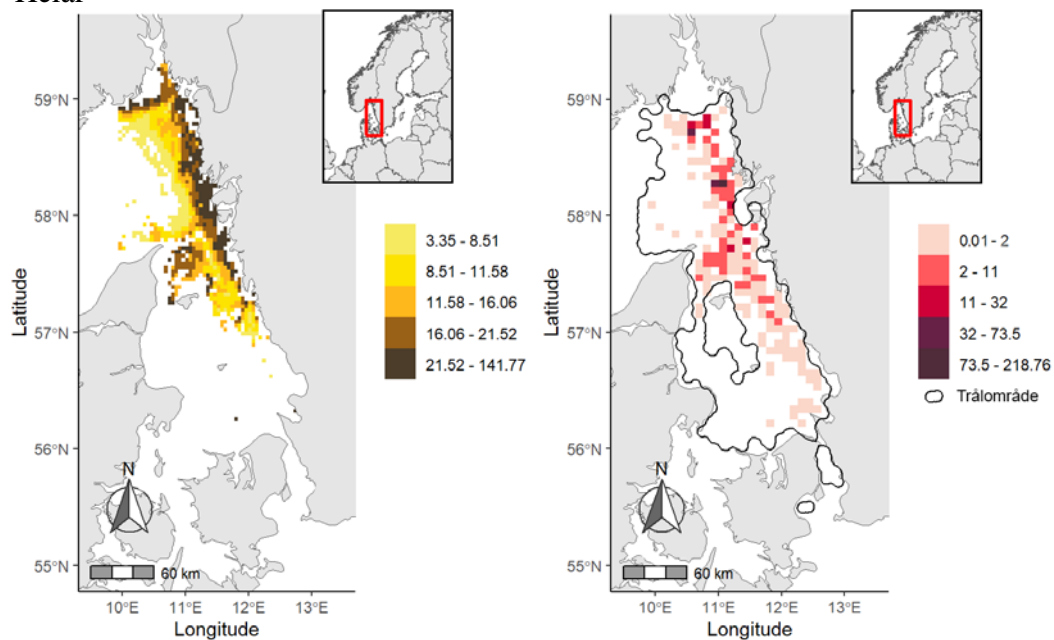 Helår
59°N
58°N
57°N
56°N
55°N
Latitude
10°E
11°E
12°E
13°E
Longitude
N
60 km
3.35 - 8.51
8.51 - 11.58
11.58 - 16.06
16.06 - 21.52
21.52 - 141.77
59°N
58°N
57°N
56°N
55°N
Latitude
10°E
11°E
12°E
13°E
Longitude
N
60 km
0.01 - 2
2 - 11
11 - 32
32 - 73.5
73.5 - 218.76
Trålområde